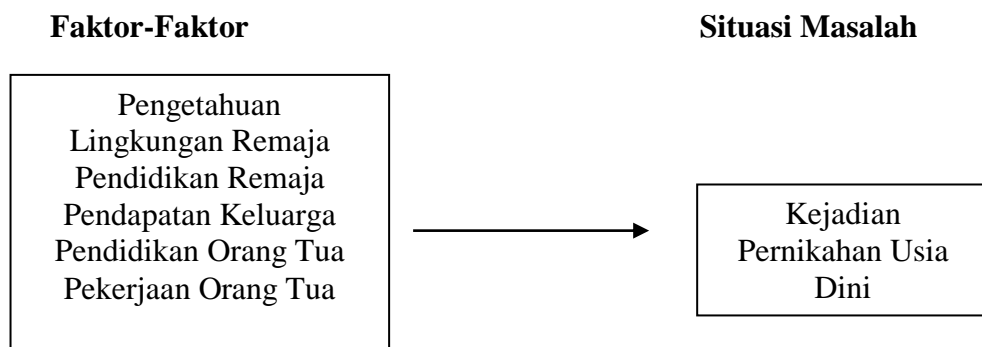 Faktor-Faktor
Situasi Masalah
Pengetahuan
Lingkungan Remaja
Pendidikan Remaja
Pendapatan Keluarga
Pendidikan Orang Tua
Pekerjaan Orang Tua
Kejadian
Pernikahan Usia
Dini